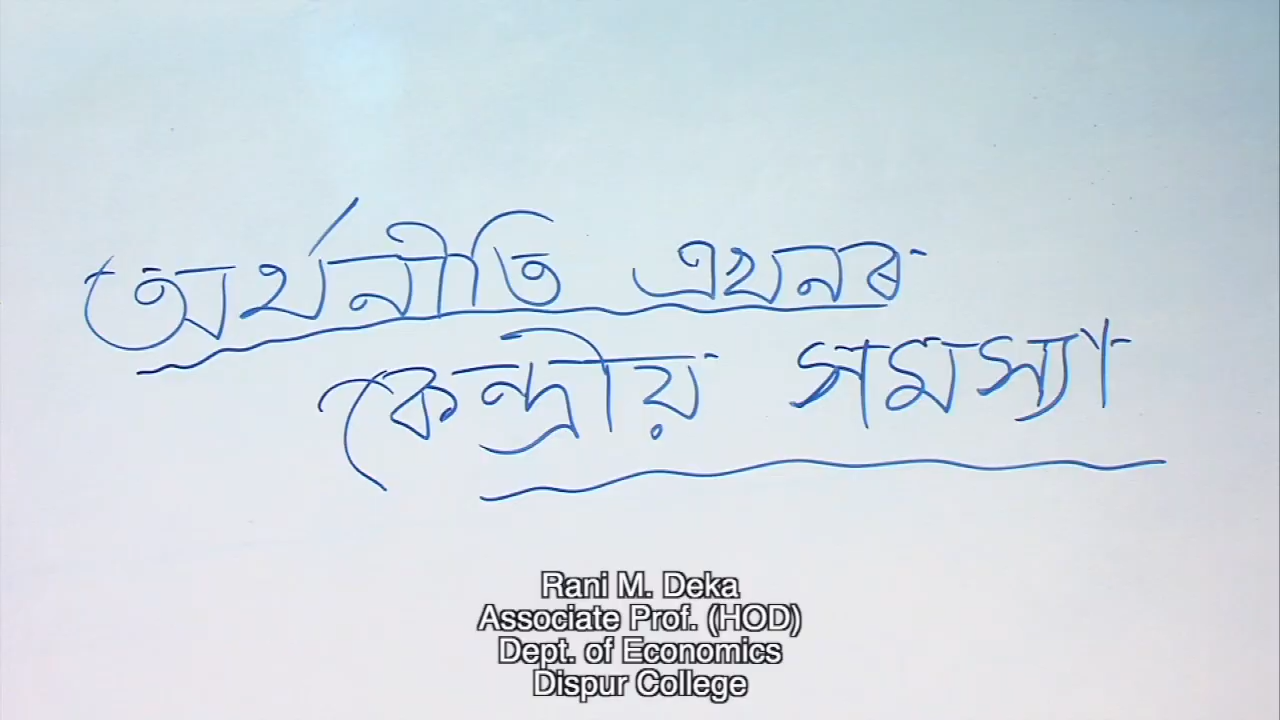 অৰ্থনীতি এখনৰ
কেন্দ্ৰীয় সমস্যা
Rani M. Deka
Associate Prof. (HOD)
Dept. of Economics
Dispur College